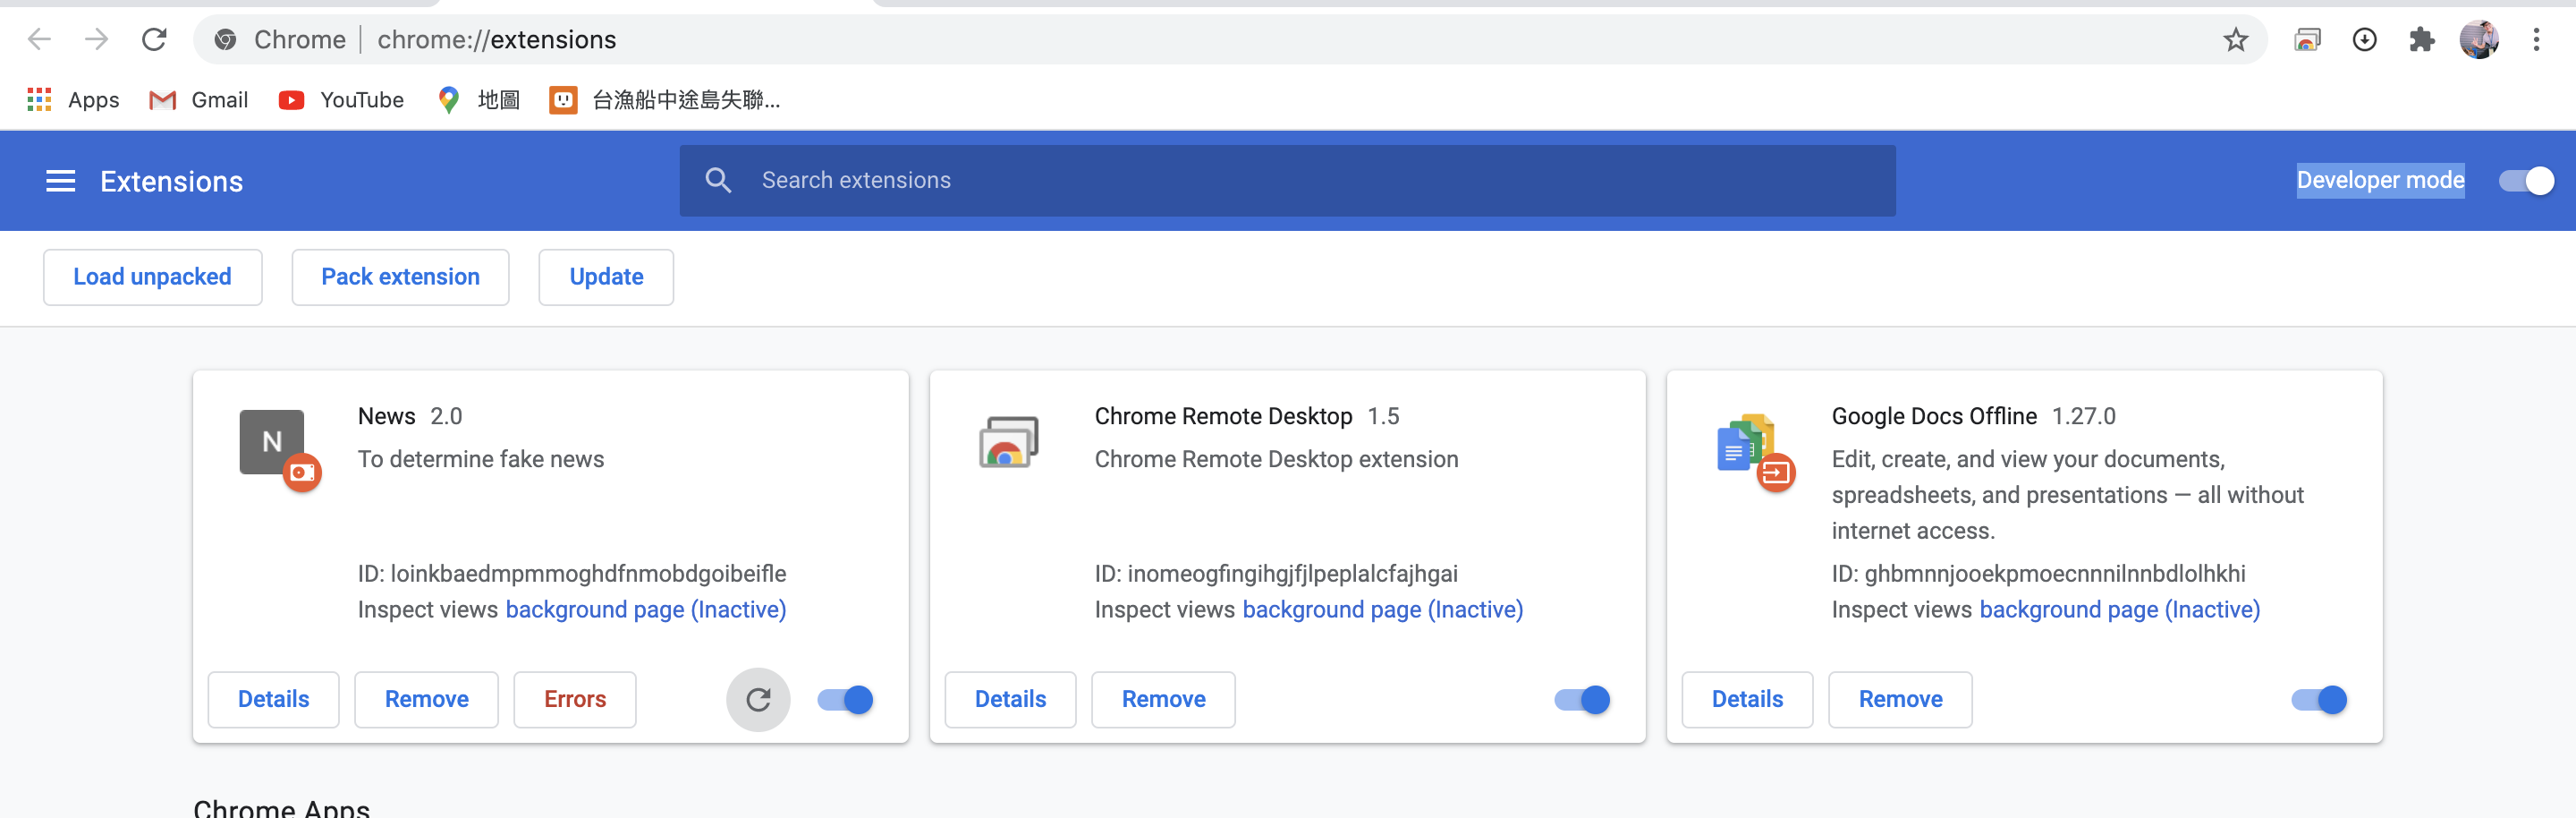 Chrome | chrome://extensions
Apps Gmail YouTube 地圖 台漁船中途島失聯...
Extensions Search extensions Developer mode
Load unpacked Pack extension Update
N
News 2.0
To determine fake news
ID: loinkbaedmpmmoghdfnmobdgoibeifle
Inspect views background page (Inactive)
Details Remove Errors
Chrome Remote Desktop 1.5
Chrome Remote Desktop extension
ID: inomeogfingihgjfjlpeplalcfajhgai
Inspect views background page (Inactive)
Details Remove
Google Docs Offline 1.27.0
Edit, create, and view your documents,
spreadsheets, and presentations — all without
internet access.
ID: ghbmnnjooekpmoecnnnilnnbdlolhkhi
Inspect views background page (Inactive)
Details Remove
Chrome Apps